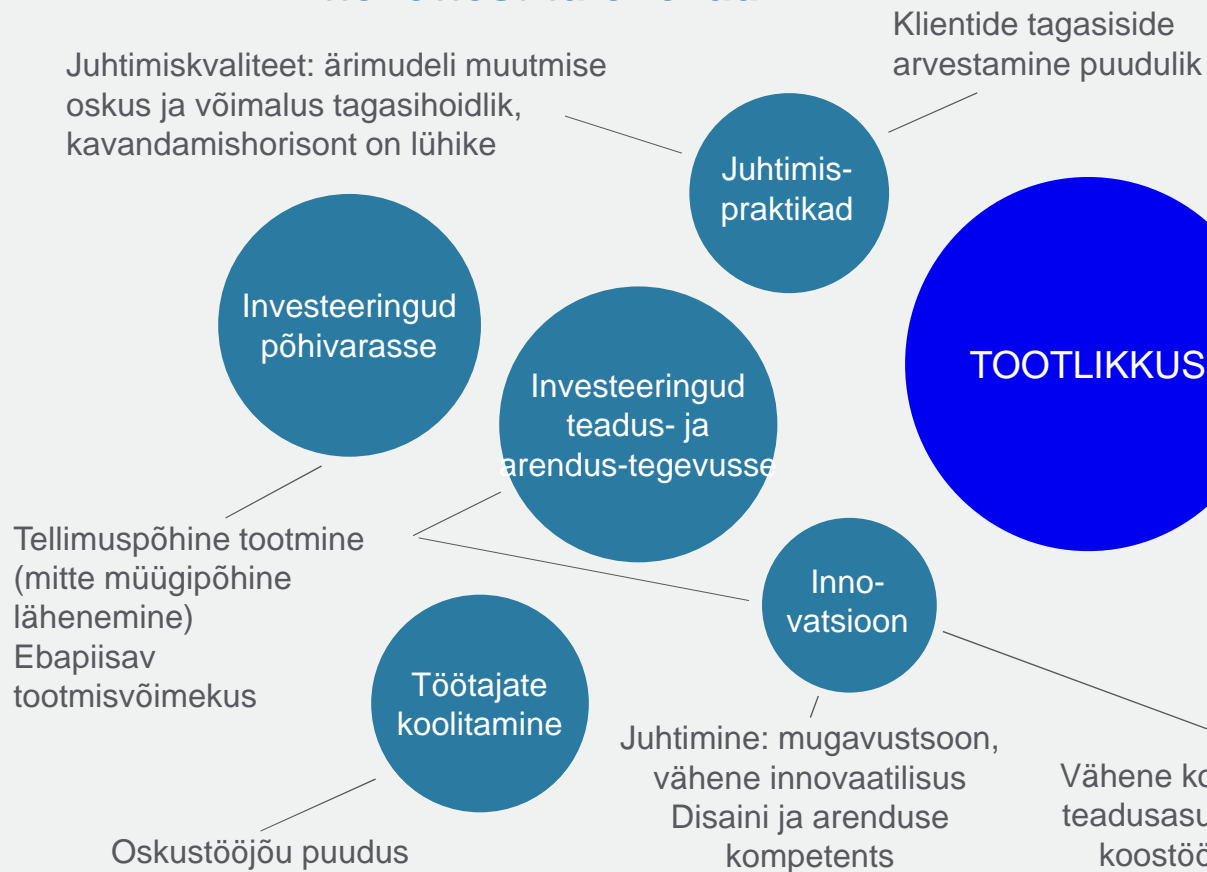 Klientide tagasiside
arvestamine puudulik
Juhtimiskvaliteet: ärimudeli muutmise
oskus ja võimalus tagasihoidlik,
kavandamishorisont on lühike
Juhtimis-
praktikad
Investeeringud
põhivarasse
Investeeringud
teadus- ja
arendus-tegevusse
TOOTLIKKUS
Tellimuspõhine tootmine
(mitte müügipõhine
lähenemine)
Ebapiisav
tootmisvõimekus
Inno-
vatsioon
Töötajate
koolitamine
Juhtimine: mugavustsoon,
vähene innovaatilisus
Disaini ja arenduse
kompetents
Vähene
Oskustööjõu puudus